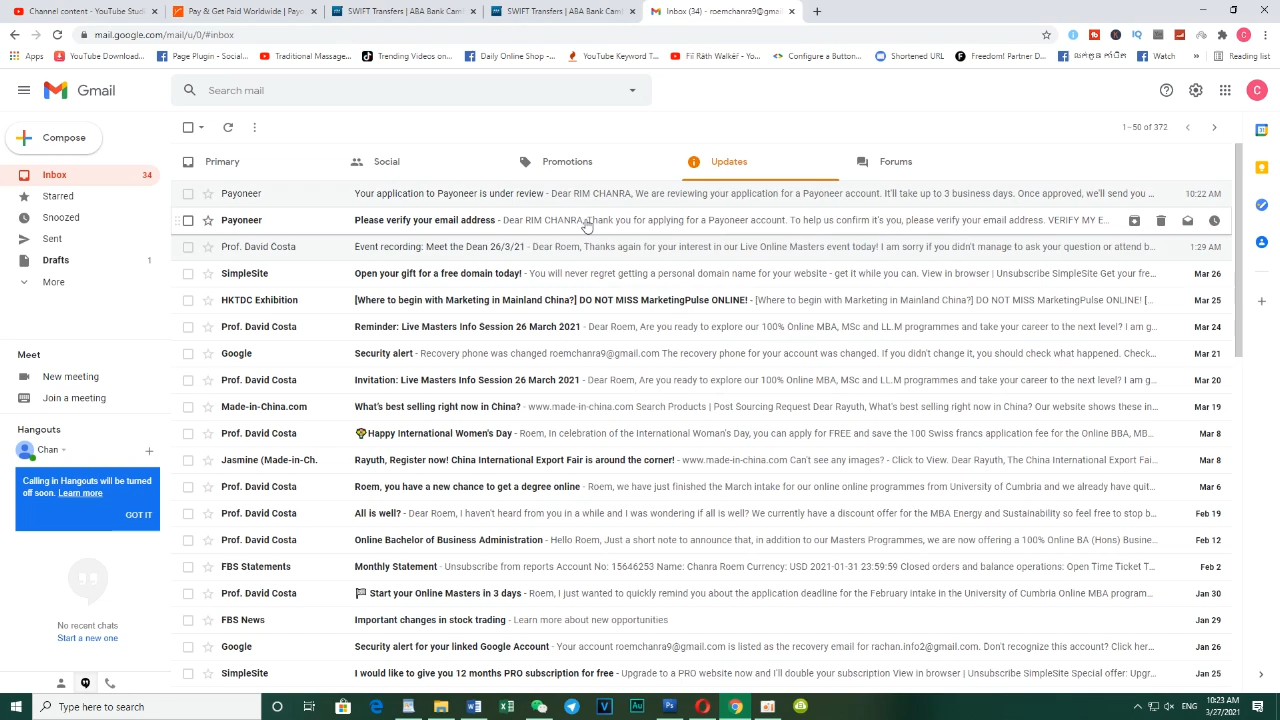 Channel content - YouTube Studio
Pay & Get Paid Worldwide | Payo
SWIFT Transfers | ABA Bank Camb
SWIFT Transfers | ABA Bank Camb
Inbox (34) - roemchanra9@gmail.c
mail.google.com/mail/u/0/#inbox
Apps
YouTube Download...
Page Plugin - Social...
Traditional Massage...
Trending Videos on...
Daily Online Shop -...
YouTube Keyword T...
Fil Räth Walkêr - Yo...
Configure a Button...
Shortened URL
Freedom! Partner D...
Watch
»
Reading list
Gmail
Search mail
C
Compose
1–50 of 372
Primary
Social
Promotions
Updates
Forums
Inbox 34
Starred
Snoozed
Sent
Drafts 1
More
Meet
New meeting
Join a meeting
Hangouts
Chan
Calling in Hangouts will be turned
off soon. Learn more
GOT IT
No recent chats
Start a new one
Payoneer Your application to Payoneer is under review - Dear RIM CHANRA, We are reviewing your application for a Payoneer account. It'll take up to 3 business days. Once approved, we'll send you ... 10:22 AM
Payoneer Please verify your email address - Dear RIM CHANRA, Thank you for applying for a Payoneer account. To help us confirm it's you, please verify your email address. VERIFY MY E...
Prof. David Costa Event recording: Meet the Dean 26/3/21 - Dear Roem, Thanks again for your interest in our Live Online Masters event today! I am sorry if you didn't manage to ask your question or attend b... 1:29 AM
SimpleSite Open your gift for a free domain today! - You will never regret getting a personal domain name for your website - get it while you can. View in browser | Unsubscribe SimpleSite Get your fre... Mar 26
HKTDC Exhibition [Where to begin with Marketing in Mainland China?] DO NOT MISS MarketingPulse ONLINE! - [Where to begin with Marketing in Mainland China?] DO NOT MISS MarketingPulse ONLINE! [... Mar 25
Prof. David Costa Reminder: Live Masters Info Session 26 March 2021 - Dear Roem, Are you ready to explore our 100% Online MBA, MSc and LL.M programmes and take your career to the next level? I am g... Mar 24
Google Security alert - Recovery phone was changed roemchanra9@gmail.com The recovery phone for your account was changed. If you didn't change it, you should check what happened. Check... Mar 21
Prof. David Costa Invitation: Live Masters Info Session 26 March 2021 - Dear Roem, Are you ready to explore our 100% Online MBA, MSc and LL.M programmes and take your career to the next level? I am g... Mar 20
Made-in-China.com What's best selling right now in China? - www.made-in-china.com Search Products | Post Sourcing Request Dear Rayuth, What's best selling right now in China? Our website shows these in... Mar 19
Prof. David Costa Happy International Women's Day - Roem, In celebration of the International Woman's Day, you can apply for FREE and save the 100 Swiss francs application fee for the Online BBA, MB... Mar 8
Jasmine (Made-in-Ch. Rayuth, Register now! China International Export Fair is around the corner! - www.made-in-china.com Can't see any images? - Click to View. Dear Rayuth, The China International Export Fair... Mar 8
Prof. David Costa Roem, you have a new chance to get a degree online - Roem, we have just finished the March intake for our online online programmes from University of Cumbria and we already have quit... Mar 6
Prof. David Costa All is well? - Dear Roem, I haven't heard from you in a while and I was wondering if all is well? We currently have a discount offer for the MBA Energy and Sustainability so feel free to stop b... Feb 19
Prof. David Costa Online Bachelor of Business Administration - Hello Roem, Just a short note to announce that, in addition to our Masters Programmes, we are now offering a 100% Online BA (Hons) Busine... Feb 12
FBS Statements Monthly Statement - Unsubscribe from reports Account No: 15646253 Name: Chanra Roem Currency: USD 2021-01-31 23:59:59 Closed orders and balance operations: Open Time Ticket T... Feb 2
Prof. David Costa Start your Online Masters in 3 days - Roem, I just wanted to quickly remind you about the application deadline for the February intake in the University of Cumbria Online MBA program... Jan 30
FBS News Important changes in stock trading - Learn more about new opportunities Jan 29
Google Security alert for your linked Google Account - Your account roemchanra9@gmail.com is listed as the recovery email for rachan.info2@gmail.com. Don't recognize this account? Click her... Jan 26
SimpleSite I would like to give you 12 months PRO subscription for free - Upgrade to a PRO website now and I'll double your subscription View in browser | Unsubscribe SimpleSite Special offer: Upgr... Jan 25
Type here to search
ENG
10:23 AM
3/27/2021